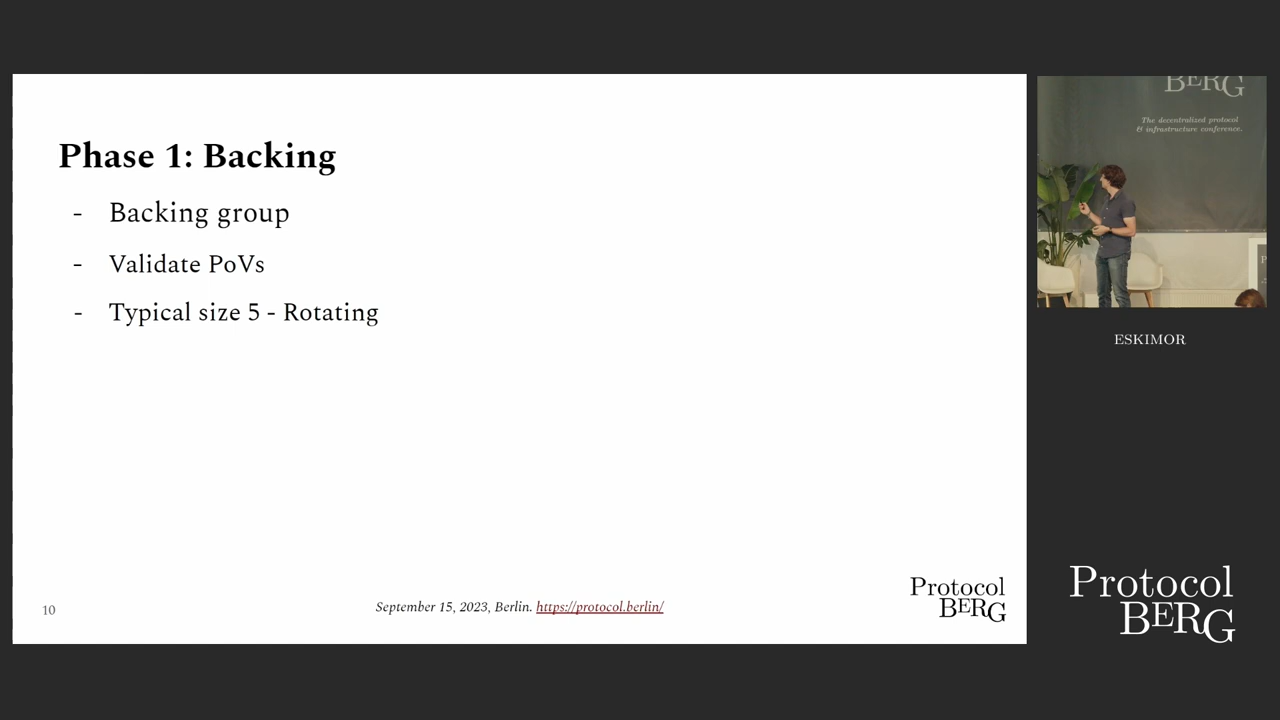 Phase 1: Backing
- Backing group
- Validate PoVs
- Typical size 5 - Rotating
10
September 15, 2023, Berlin. https://protocol.berlin/
Protocol
BERG
BERG
The decentralized protocol
& infrastructure conference.
P
ESKIMOR
Protocol
BERG